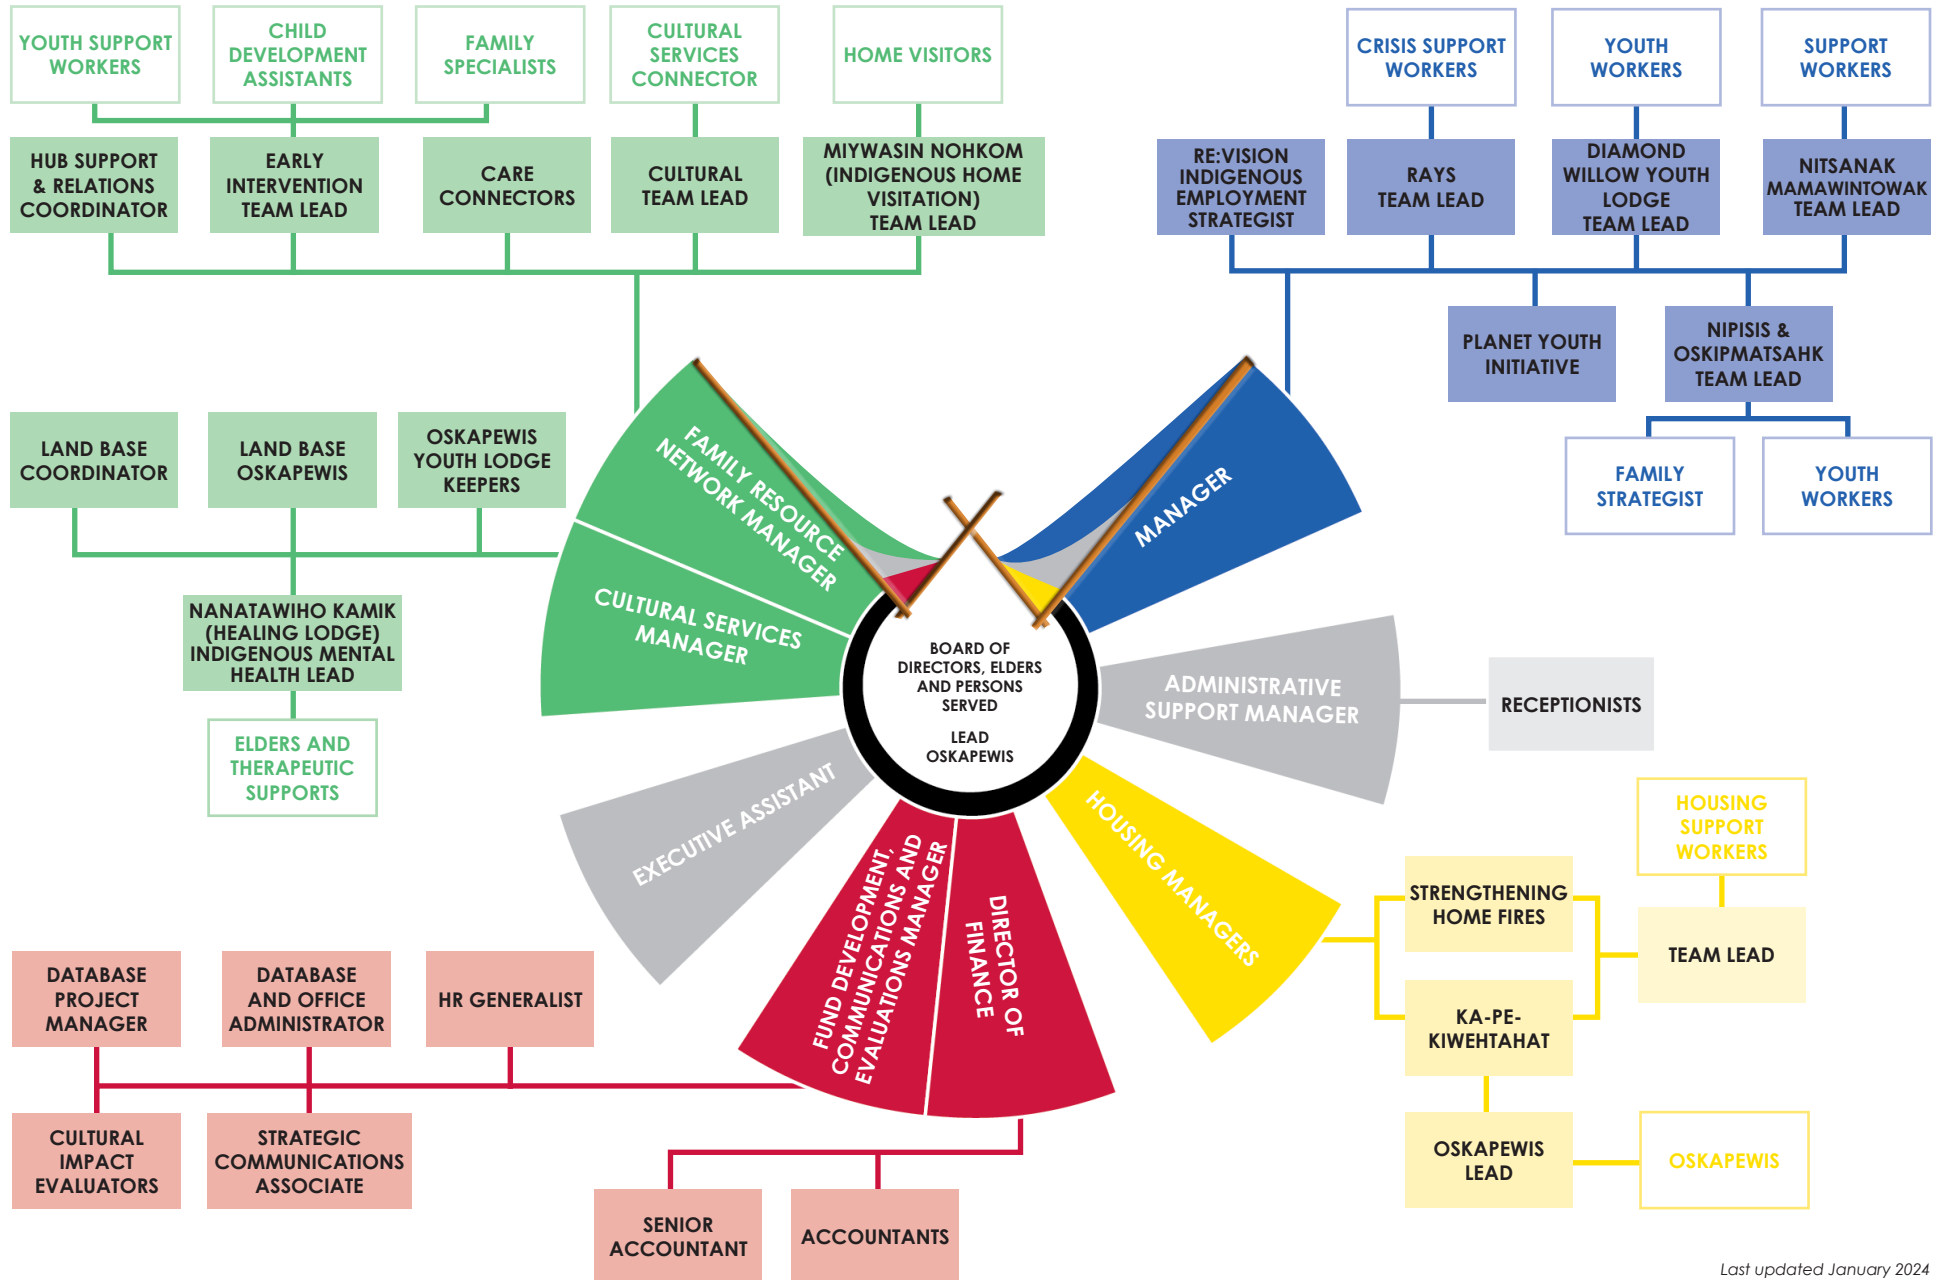 YOUTH SUPPORT
WORKERS
CHILD
DEVELOPMENT
ASSISTANTS
FAMILY
SPECIALISTS
CULTURAL
SERVICES
CONNECTOR
HOME VISITORS
HUB SUPPORT
& RELATIONS
COORDINATOR
EARLY
INTERVENTION
TEAM LEAD
CARE
CONNECTORS
CULTURAL
TEAM LEAD
MIYWASIN NOHKOM
(INDIGENOUS HOME
VISITATION)
TEAM LEAD
CRISIS SUPPORT
WORKERS
YOUTH
WORKERS
SUPPORT
WORKERS
RE:VISION
INDIGENOUS
EMPLOYMENT
STRATEGIST
RAYS
TEAM LEAD
DIAMOND
WILLOW YOUTH
LODGE
TEAM LEAD
NITSANAK
MAMAWINTOWAK
TEAM LEAD
PLANET YOUTH
INITIATIVE
NIPISIS &
OSKIPMATSAHK
TEAM LEAD
FAMILY
STRATEGIST
YOUTH
WORKERS
LAND BASE
COORDINATOR
LAND BASE
OSKAPEWIS
OSKAPEWIS
YOUTH LODGE
KEEPERS
NANATAWIHO KAMIK
(HEALING LODGE)
INDIGENOUS MENTAL
HEALTH LEAD
ELDERS AND
THERAPEUTIC
SUPPORTS
FAMILY RESOURCE
NETWORK MANAGER
CULTURAL SERVICES
MANAGER
MANAGER
BOARD OF
DIRECTORS, ELDERS
AND PERSONS
SERVED
LEAD
OSKAPEWIS
ADMINISTRATIVE
SUPPORT MANAGER
RECEPTIONISTS
EXECUTIVE ASSISTANT
FUND DEVELOPMENT,
COMMUNICATIONS AND
EVALUATIONS MANAGER
DIRECTOR OF
FINANCE
HOUSING MANAGERS
HOUSING
SUPPORT
WORKERS
STRENGTHENING
HOME FIRES
TEAM LEAD
KA-PE-
KIWEHTAHAT
OSKAPEWIS
LEAD
OSKAPEWIS
DATABASE
PROJECT
MANAGER
DATABASE
AND OFFICE
ADMINISTRATOR
HR GENERALIST
CULTURAL
IMPACT
EVALUATORS
STRATEGIC
COMMUNICATIONS
ASSOCIATE
SENIOR
ACCOUNTANT
ACCOUNTANTS
Last updated January 2024